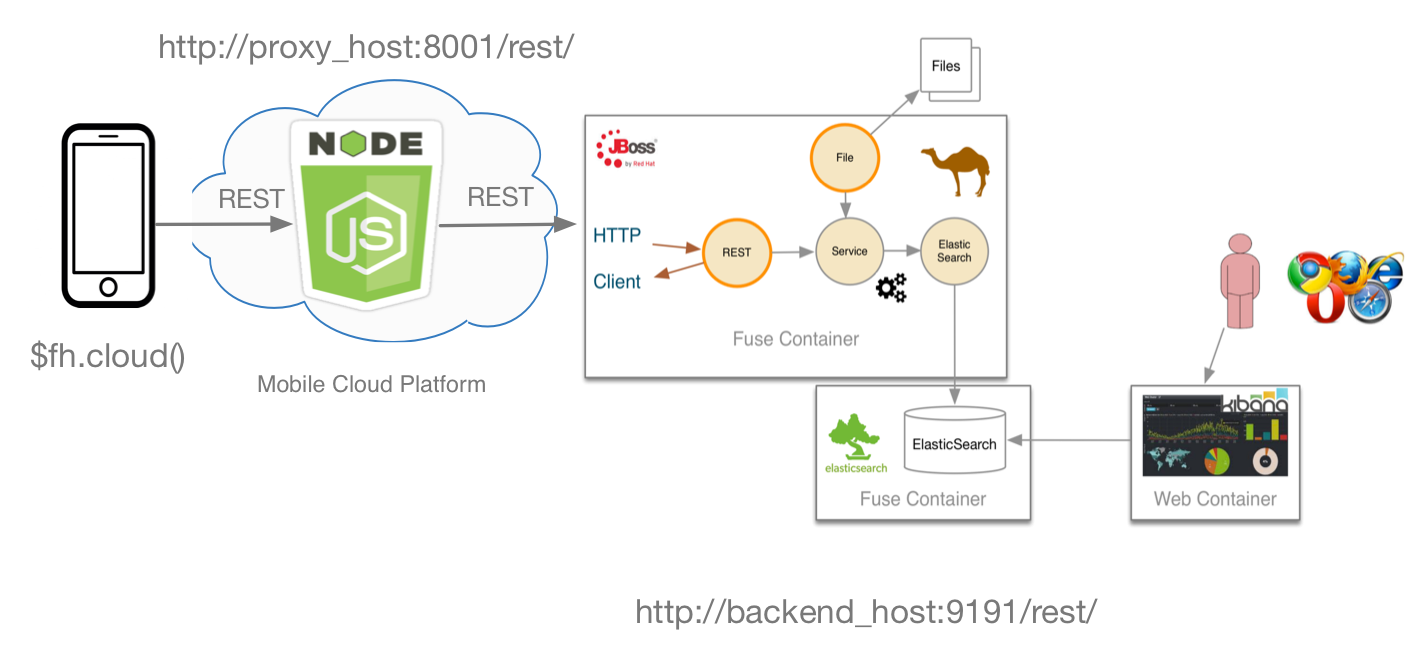 http://proxy_host:8001/rest/
Files
NODE
JS
JBoss
by Red Hat
File
REST
REST
HTTP
Client
REST
Service
Elastic
Search
Fuse Container
$fh.cloud()
Mobile Cloud Platform
elasticsearch
ElasticSearch
Fuse Container
kibana
Web Container
http://backend_host:9191/rest/